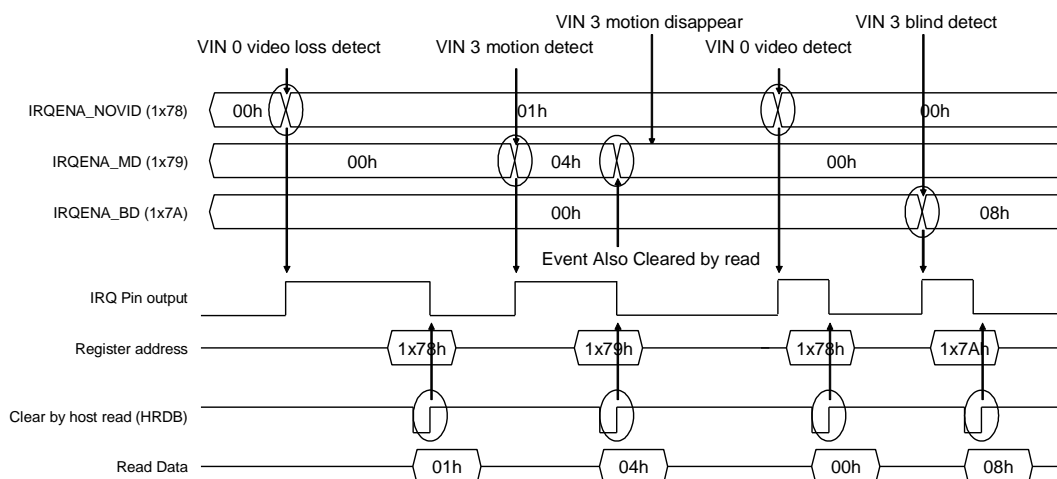 VIN 3 motion disappear
VIN 3 blind detect
VIN 0 video loss detect
VIN 3 motion detect
VIN 0 video detect
IRQENA_NOVID (1x78)
00h
01h
00h
IRQENA_MD (1x79)
00h
04h
00h
IRQENA_BD (1x7A)
00h
08h
Event Also Cleared by read
IRQ Pin output
Register address
1x78h
1x79h
1x78h
1x7Ah
Clear by host read (HRDB)
Read Data
01h
04h
00h
08h